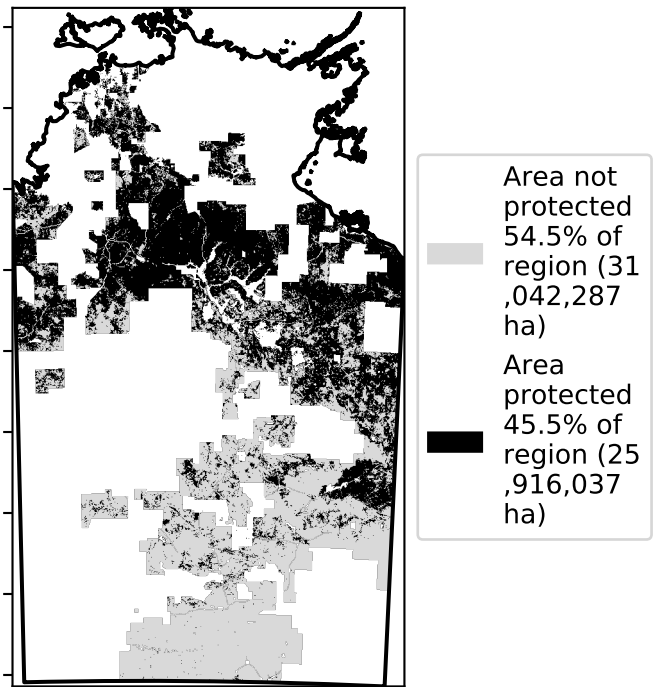 Area not
protected
54.5% of
region (31
,042,287
ha)
Area
protected
45.5% of
region (25
,916,037
ha)